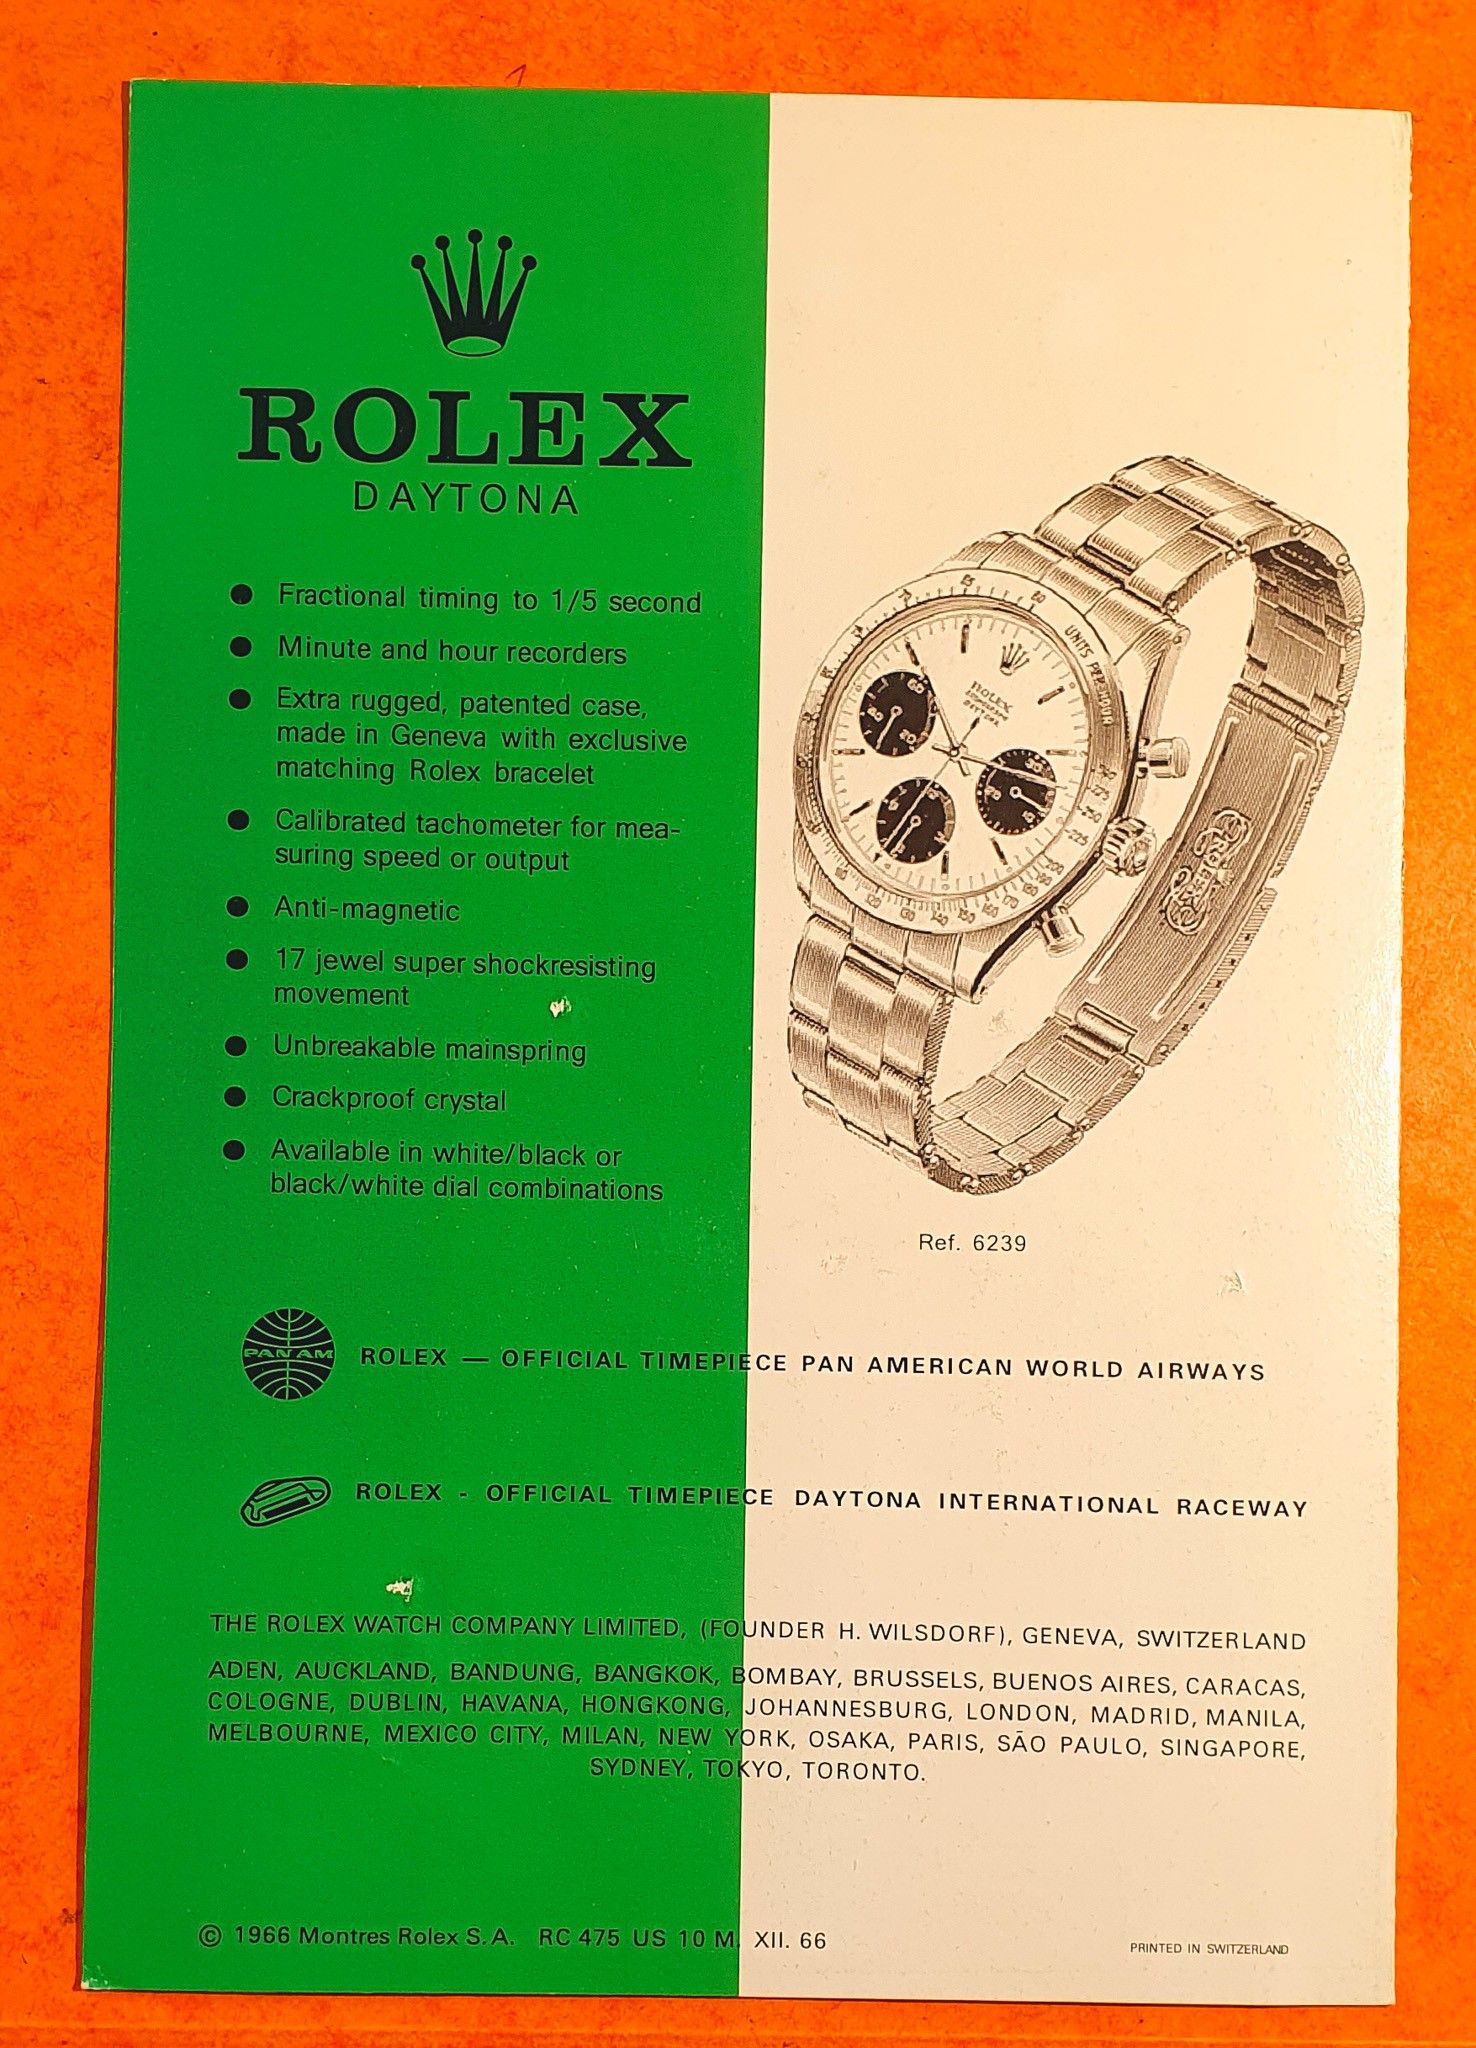 ROLEX
DAYTONA
● Fractional timing to 1/5 second
● Minute and hour recorders
● Extra rugged, patented case,
made in Geneva with exclusive
matching Rolex bracelet
● Calibrated tachometer for mea-
suring speed or output
● Anti-magnetic
● 17 jewel super shockresisting
movement
● Unbreakable mainspring
● Crackproof crystal
● Available in white/black or
black/white dial combinations
UNITS PER HOUR
ROLEX
DAYTONA
ROLEX
Ref. 6239
PAN AM
ROLEX — OFFICIAL TIMEPIECE PAN AMERICAN WORLD AIRWAYS
ROLEX - OFFICIAL TIMEPIECE DAYTONA INTERNATIONAL RACEWAY
THE ROLEX WATCH COMPANY LIMITED, (FOUNDER H. WILSDORF), GENEVA, SWITZERLAND
ADEN, AUCKLAND, BANDUNG, BANGKOK, BOMBAY, BRUSSELS, BUENOS AIRES, CARACAS,
COLOGNE, DUBLIN, HAVANA, HONGKONG, JOHANNESBURG, LONDON, MADRID, MANILA,
MELBOURNE, MEXICO CITY, MILAN, NEW YORK, OSAKA, PARIS, SÃO PAULO, SINGAPORE,
SYDNEY, TOKYO, TORONTO.
© 1966 Montres Rolex S.A. RC 475 US 10 M. XII. 66
PRINTED IN SWITZERLAND